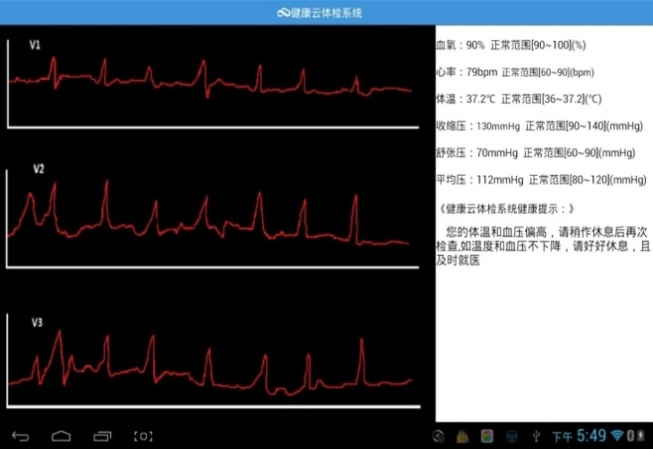 健康云体检系统
V1
V2
V3
血氧：90% 正常范围[90~100](%)
心率：79bpm 正常范围[60~90](bpm)
体温：37.2℃ 正常范围[36~37.2](℃)
收缩压：130mmHg 正常范围[90~140](mmHg)
舒张压：70mmHg 正常范围[60~90](mmHg)
平均压：112mmHg 正常范围[80~120](mmHg)
《健康云体检系统健康提示：》
您的体温和血压偏高，请稍作休息后再次
检查,如温度和血压不下降，请好好休息，且
及时就医
下午 5:49